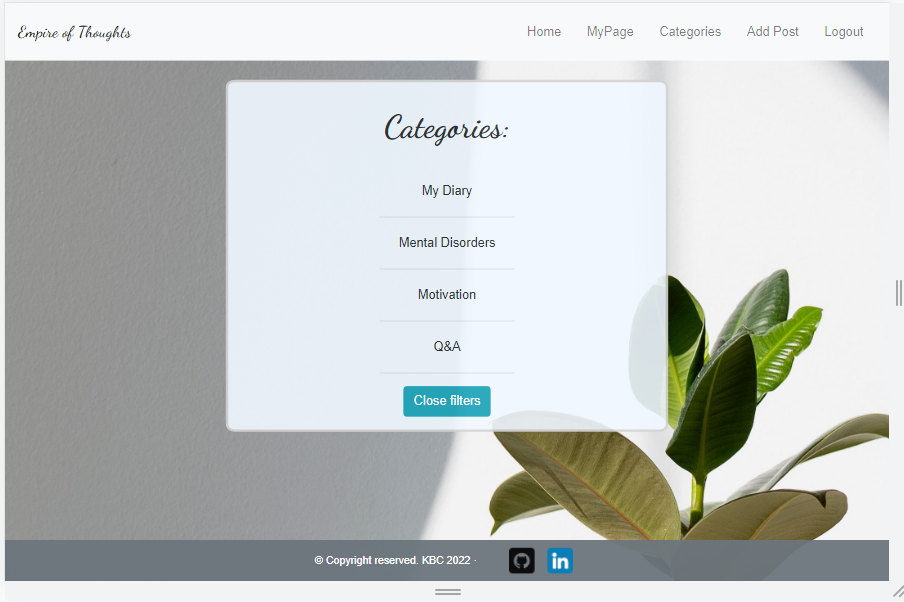 Empire of Thoughts
Home MyPage Categories Add Post Logout
Categories:
My Diary
Mental Disorders
Motivation
Q&A
Close filters
© Copyright reserved. KBC 2022 ·
in